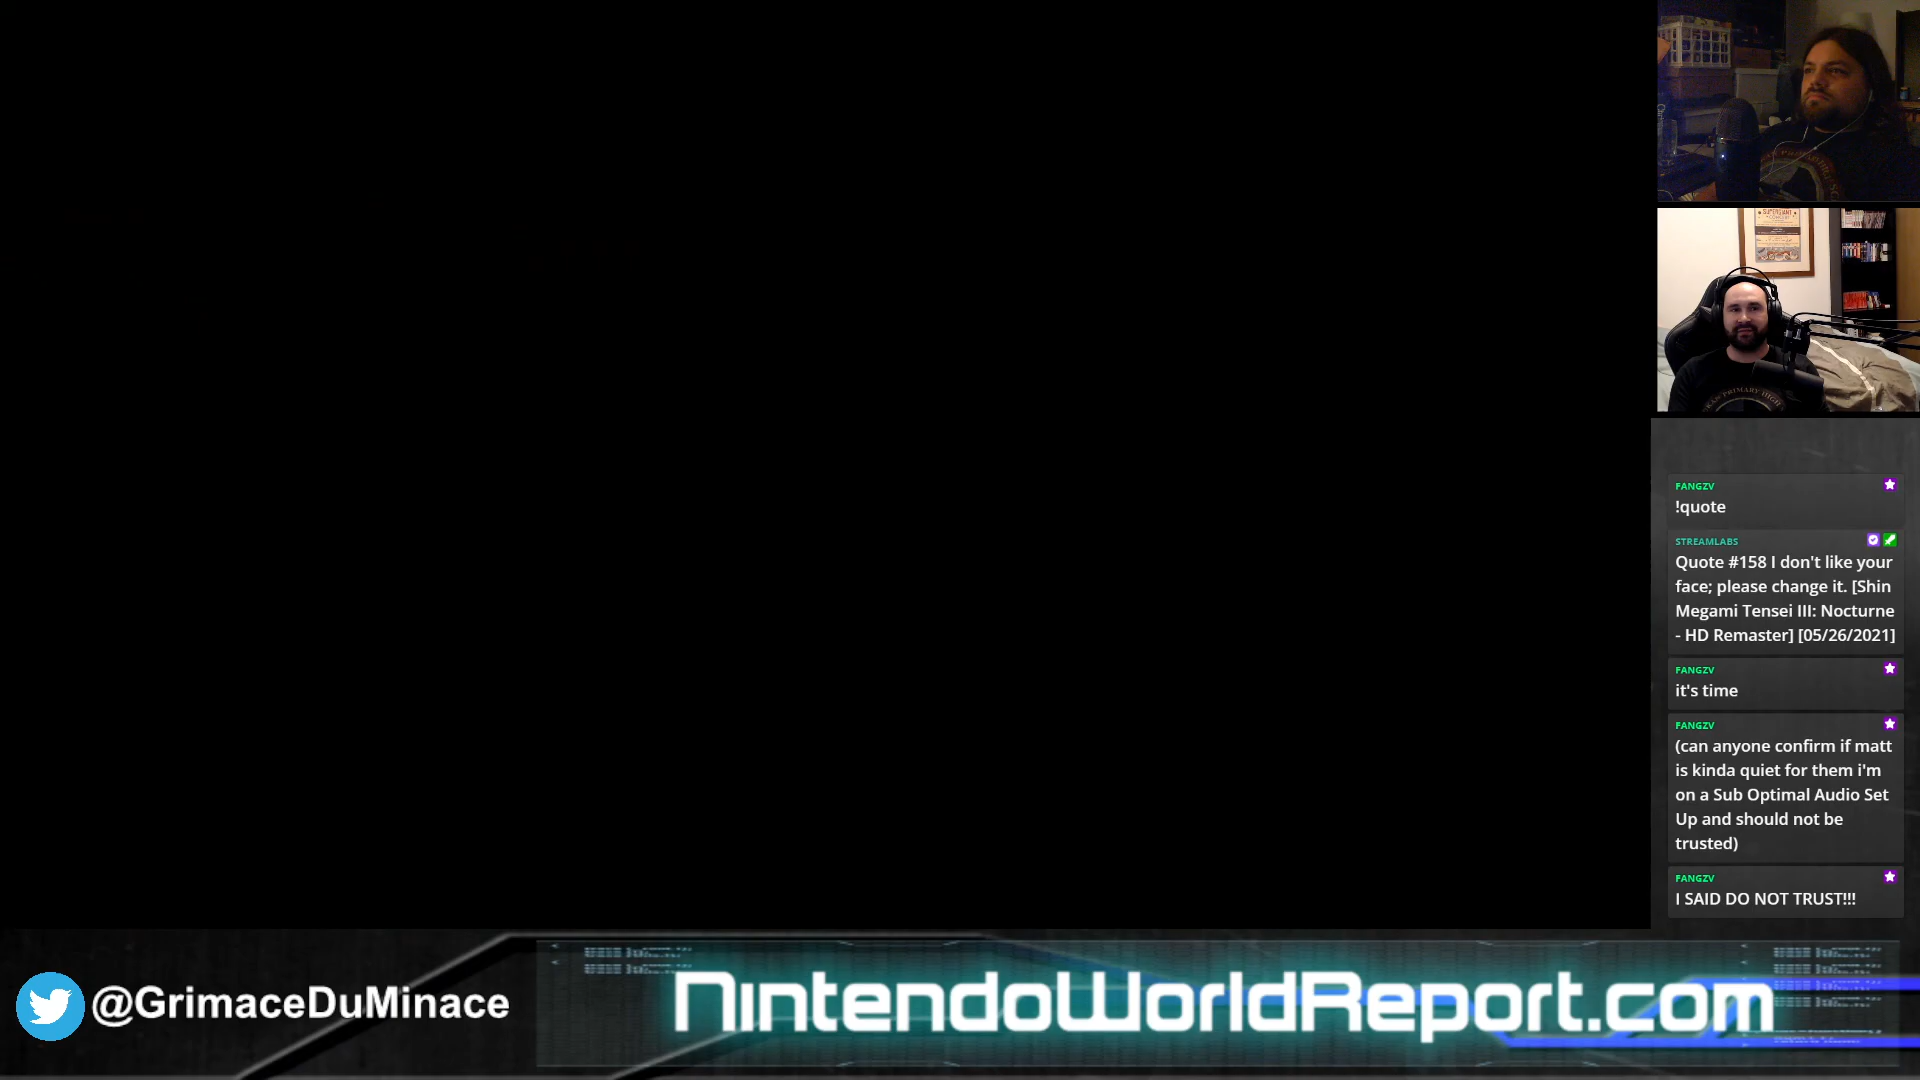 SUPERGIANT
FANGZV
!quote
STREAMLABS
Quote #158 I don't like your
face; please change it. [Shin
Megami Tensei III: Nocturne
- HD Remaster] [05/26/2021]
FANGZV
it's time
FANGZV
(can anyone confirm if matt
is kinda quiet for them i'm
on a Sub Optimal Audio Set
Up and should not be
trusted)
FANGZV
I SAID DO NOT TRUST!!!
@GrimaceDuMinace
NintendoWorldReport.com